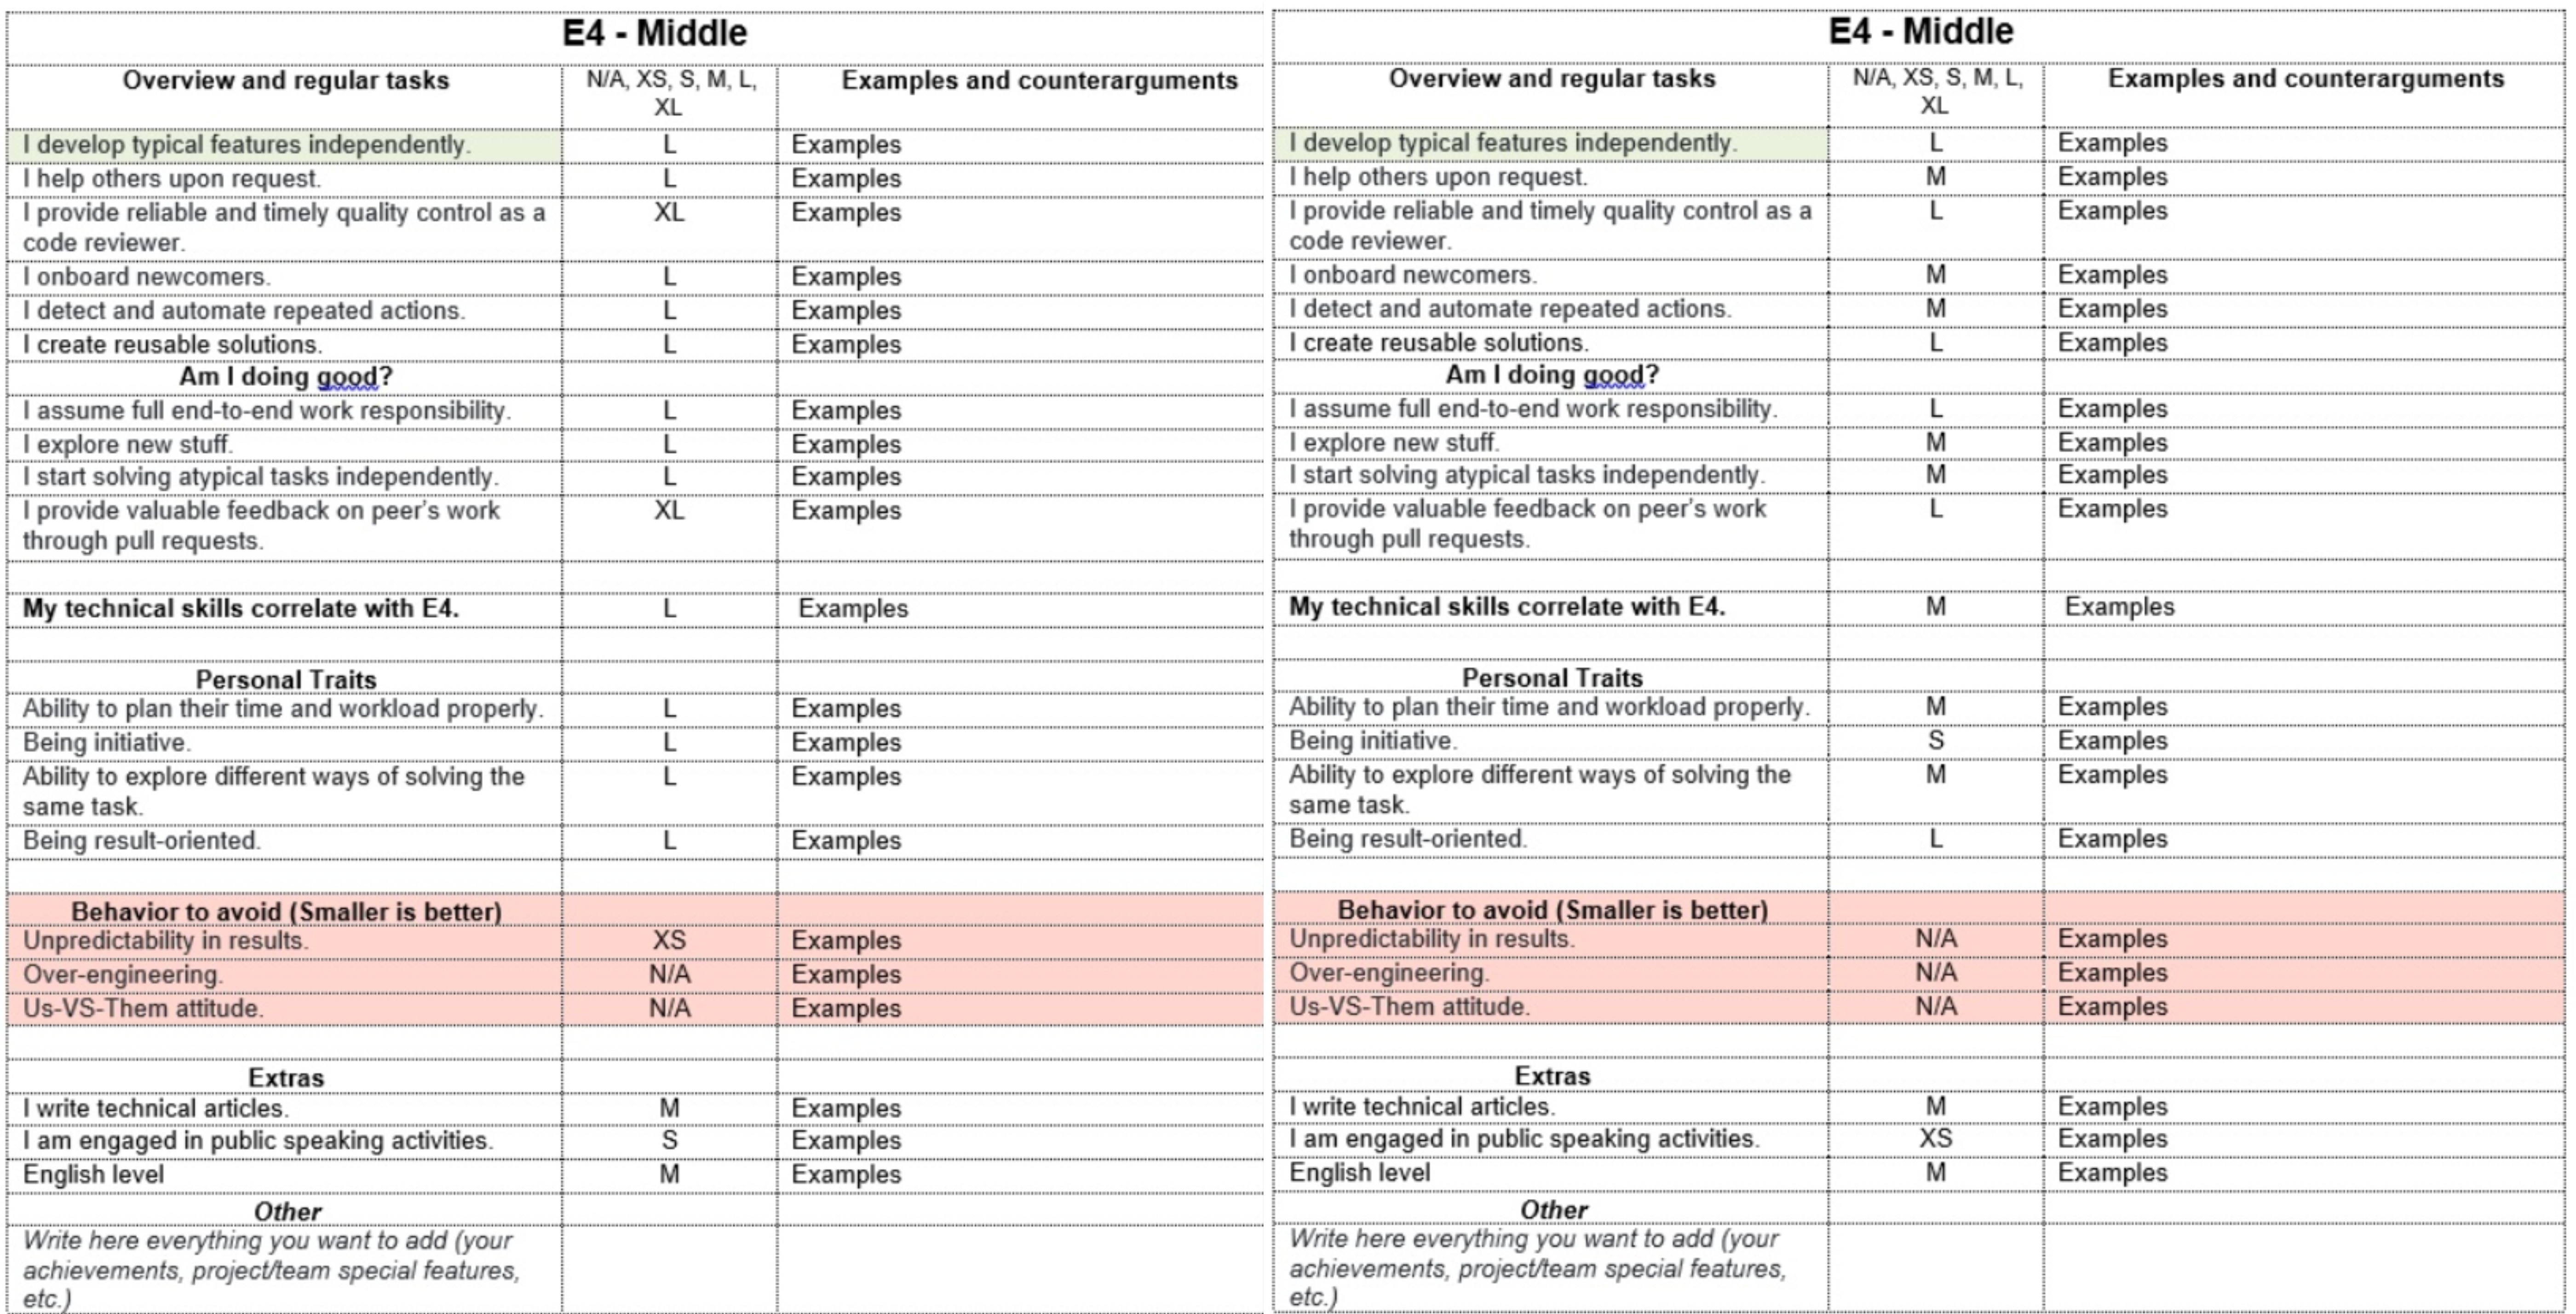 E4 - Middle
Overview and regular tasks N/A, XS, S, M, L, Examples and counterarguments
XL
I develop typical features independently. L Examples
I help others upon request. L Examples
I provide reliable and timely quality control as a XL Examples
code reviewer.
I onboard newcomers. L Examples
I detect and automate repeated actions. L Examples
I create reusable solutions. L Examples
Am I doing good?
I assume full end-to-end work responsibility. L Examples
I explore new stuff. L Examples
I start solving atypical tasks independently. L Examples
I provide valuable feedback on peer's work XL Examples
through pull requests.
My technical skills correlate with E4. L Examples
Personal Traits
Ability to plan their time and workload properly. L Examples
Being initiative. L Examples
Ability to explore different ways of solving the L Examples
same task.
Being result-oriented. L Examples
Behavior to avoid (Smaller is better)
Unpredictability in results. XS Examples
Over-engineering. N/A Examples
Us-VS-Them attitude. N/A Examples
Extras
I write technical articles. M Examples
I am engaged in public speaking activities. S Examples
English level M Examples
Other
Write here everything you want to add (your
achievements, project/team special features,
etc.)
E4 - Middle
Overview and regular tasks N/A, XS, S, M, L, Examples and counterarguments
XL
I develop typical features independently. L Examples
I help others upon request. M Examples
I provide reliable and timely quality control as a L Examples
code reviewer.
I onboard newcomers. M Examples
I detect and automate repeated actions. M Examples
I create reusable solutions. L Examples
Am I doing good?
I assume full end-to-end work responsibility. L Examples
I explore new stuff. M Examples
I start solving atypical tasks independently. M Examples
I provide valuable feedback on peer's work L Examples
through pull requests.
My technical skills correlate with E4. M Examples
Personal Traits
Ability to plan their time and workload properly. M Examples
Being initiative. S Examples
Ability to explore different ways of solving the M Examples
same task.
Being result-oriented. L Examples
Behavior to avoid (Smaller is better)
Unpredictability in results. N/A Examples
Over-engineering. N/A Examples
Us-VS-Them attitude. N/A Examples
Extras
I write technical articles. M Examples
I am engaged in public speaking activities. XS Examples
English level M Examples
Other
Write here everything you want to add (your
achievements, project/team special features,
etc.)